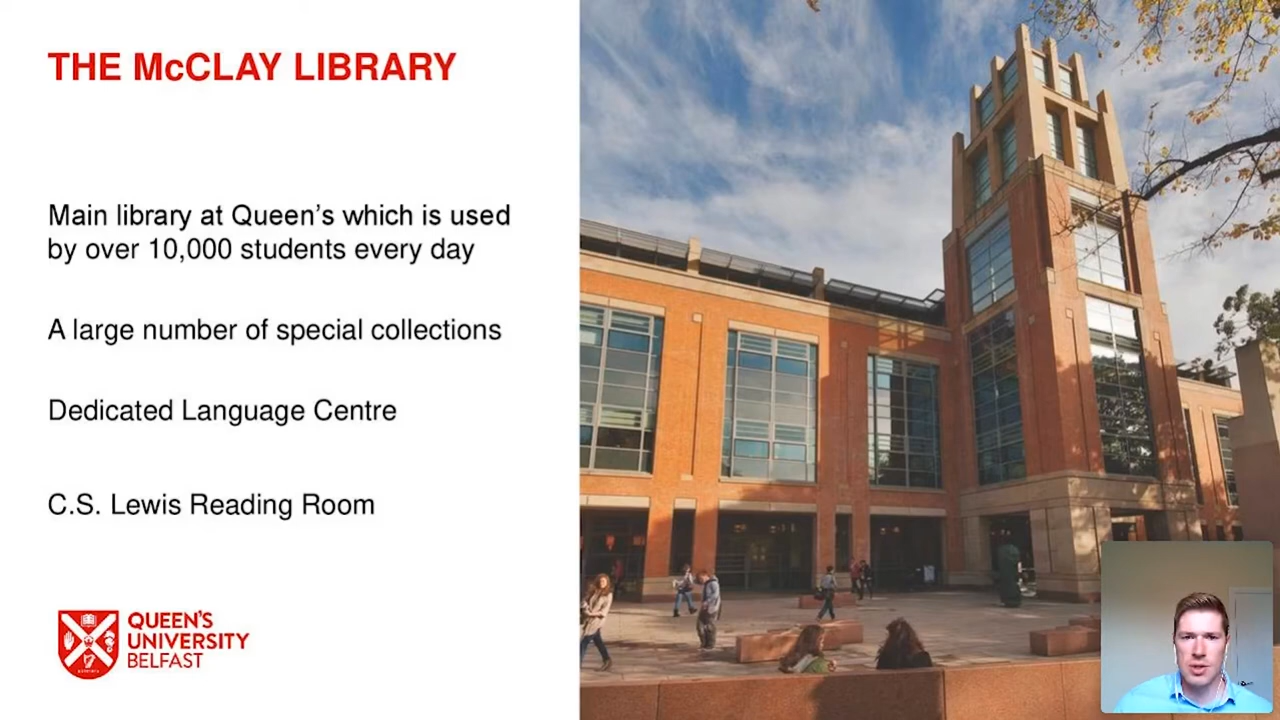 THE McCLAY LIBRARY
Main library at Queen's which is used
by over 10,000 students every day
A large number of special collections
Dedicated Language Centre
C.S. Lewis Reading Room
QUEEN'S
UNIVERSITY
BELFAST